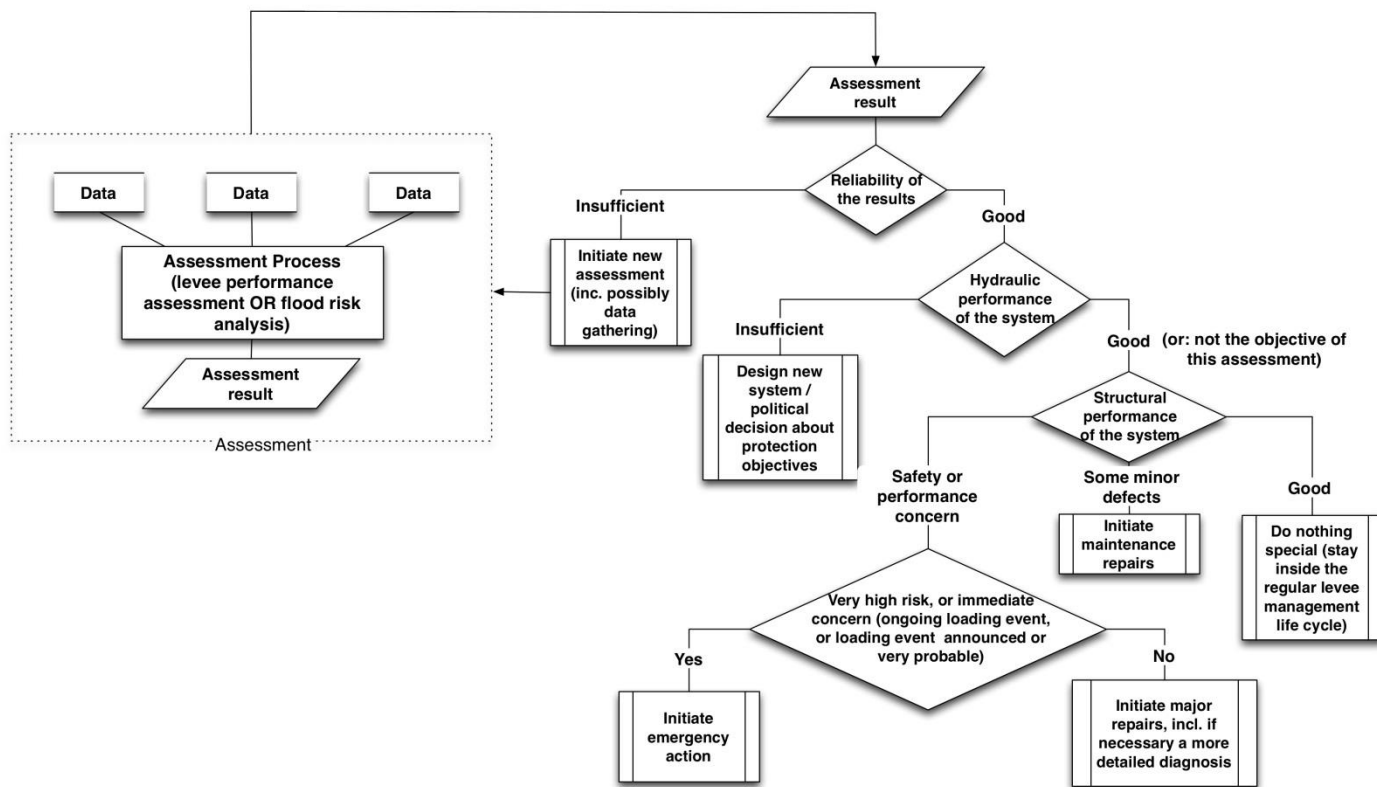 Assessment
result
Data
Data
Data
Assessment Process
(levee performance
assessment OR flood risk
analysis)
Assessment
result
Assessment
Reliability of
the results
Insufficient
Good
Initiate new
assessment
(inc. possibly
data
gathering)
Hydraulic
performance
of the system
Insufficient
Good
(or: not the objective of
this assessment)
Design new
system /
political
decision about
protection
objectives
Structural
performance
of the system
Safety or
performance
concern
Some minor
defects
Good
Initiate
maintenance
repairs
Do nothing
special (stay
inside the
regular levee
management
life cycle)
Very high risk, or immediate
concern (ongoing loading event,
or loading event announced or
very probable)
Yes
No
Initiate
emergency
action
Initiate major
repairs, incl. if
necessary a more
detailed diagnosis